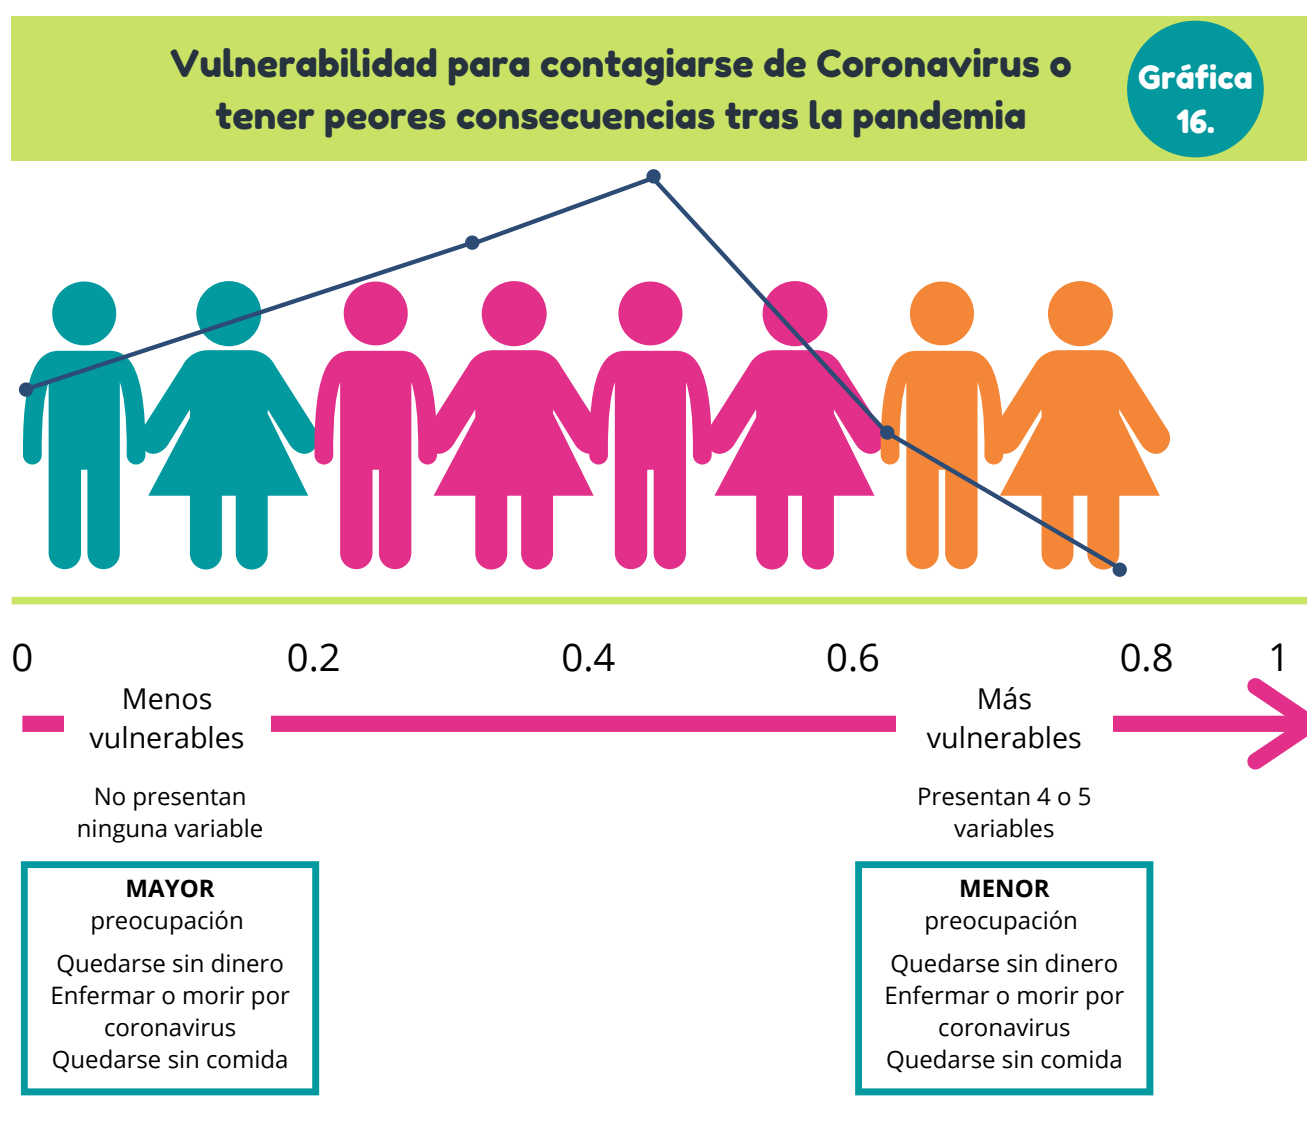 Vulnerabilidad para contagiarse de Coronavirus o
tener peores consecuencias tras la pandemia
Gráfica
16.
0 0.2 0.4 0.6 0.8 1
Menos
vulnerables
Más
vulnerables
No presentan
ninguna variable
Presentan 4 o 5
variables
MAYOR
preocupación
Quedarse sin dinero
Enfermar o morir por
coronavirus
Quedarse sin comida
MENOR
preocupación
Quedarse sin dinero
Enfermar o morir por
coronavirus
Quedarse sin comida